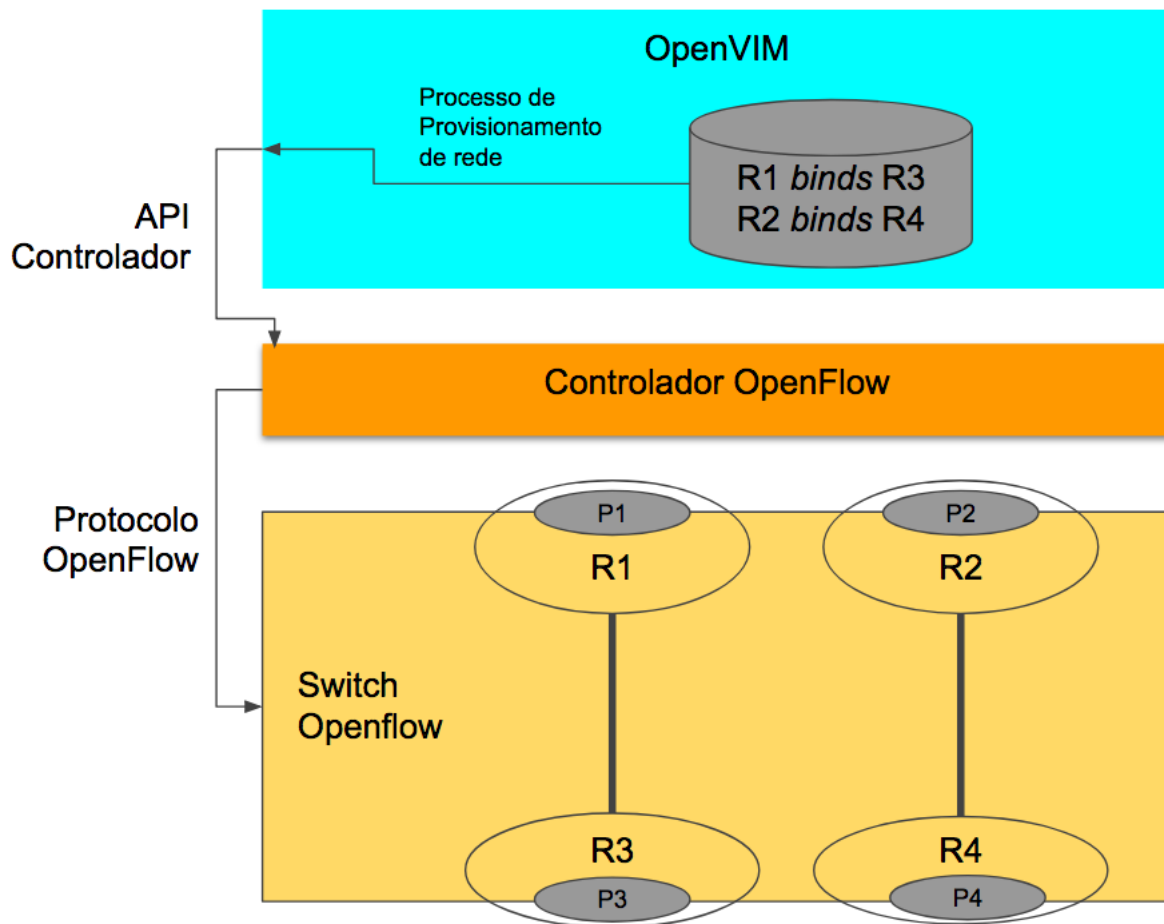 OpenVIM
Processo de
Provisionamento
de rede
R1 binds R3
R2 binds R4
API
Controlador
Controlador OpenFlow
Protocolo
OpenFlow
P1
P2
R1
R2
Switch
Openflow
R3
R4
P3
P4